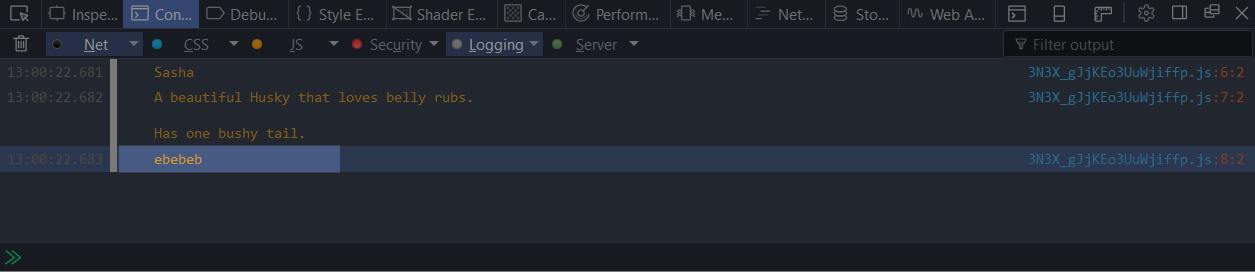 Inspe... Con... Debu... { } Style E... Shader E... Ca... Perform... Me... Net... Sto... Web A...
Net CSS JS Security Logging Server Filter output
13:00:22.681 Sasha 3N3X_gJjKEo3UuWjiffp.js:6:2
13:00:22.682 A beautiful Husky that loves belly rubs. 3N3X_gJjKEo3UuWjiffp.js:7:2
Has one bushy tail.
13:00:22.683 ebebeb 3N3X_gJjKEo3UuWjiffp.js:8:2